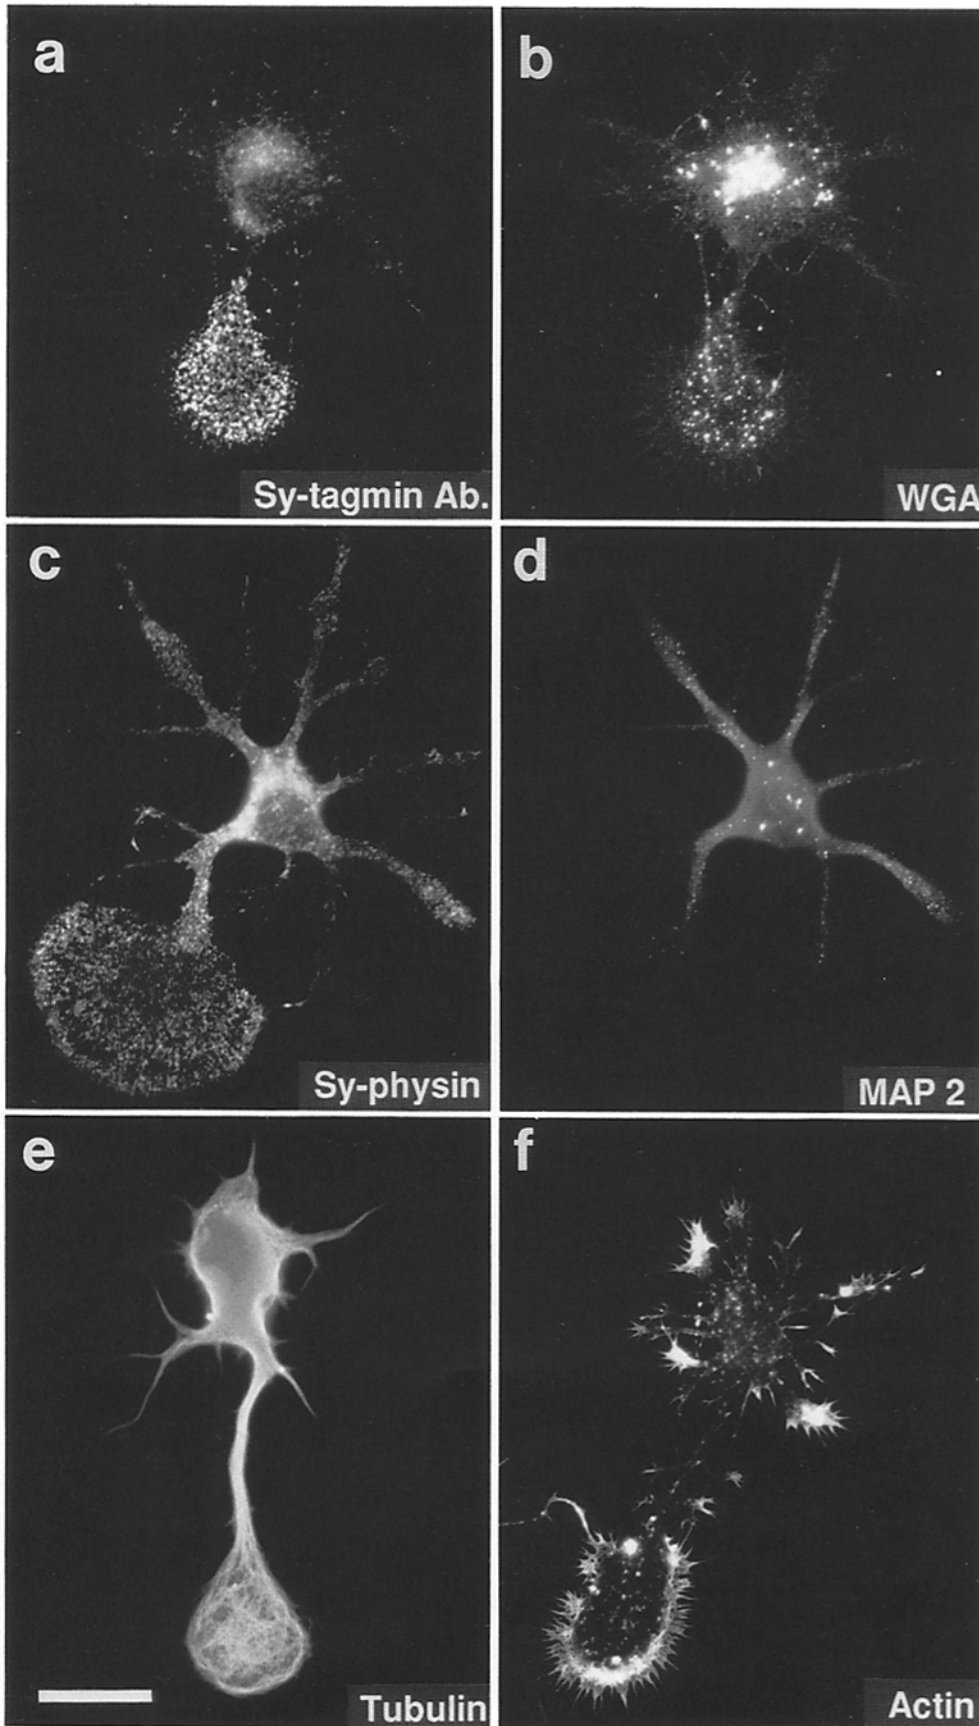 a
b
Sy-tagmin Ab.
WGA
c
d
Sy-physin
MAP 2
e
f
Tubulin
Actin